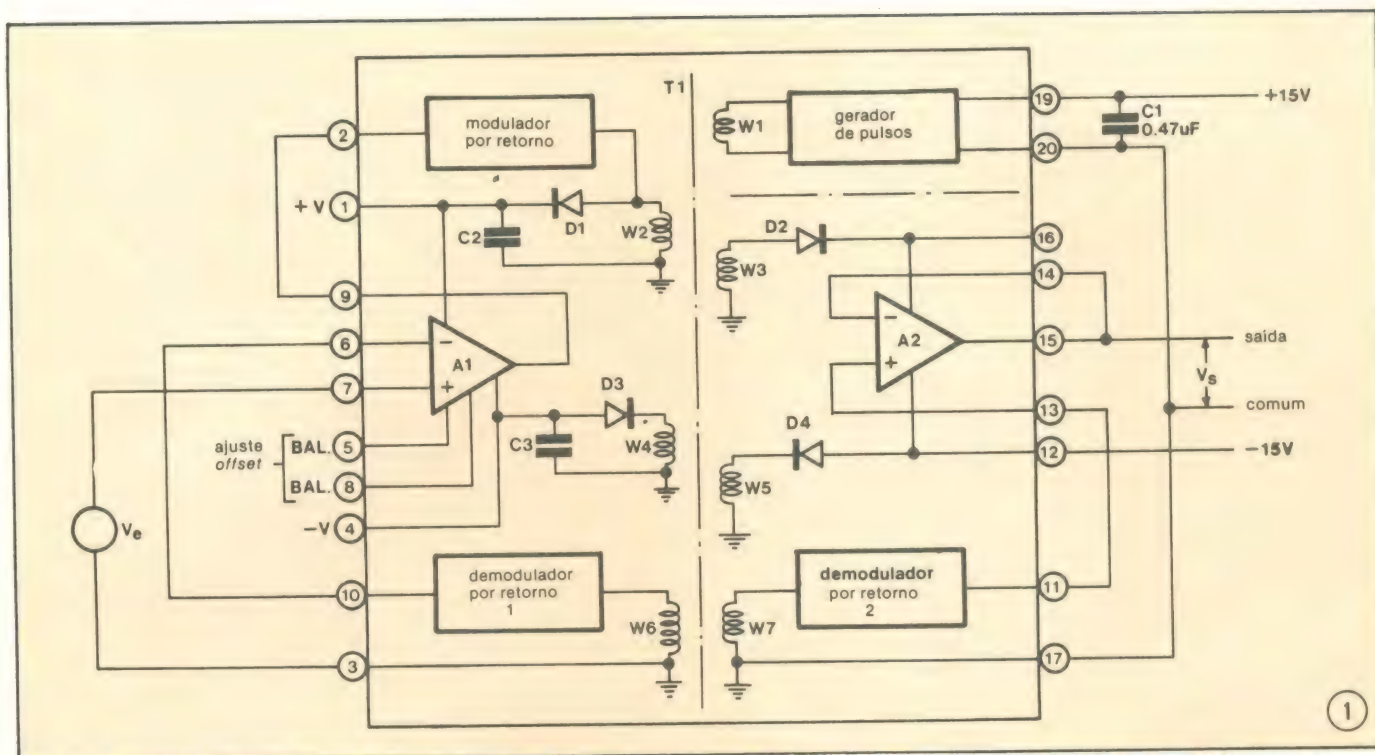 T1
2
modulador
por retorno
W1
gerador
de pulsos
19
+15V
C1
0.47uF
20
+V 1
C2
D1
W2
D2
16
W3
14
9
6
A1
−
+
7
A2
−
+
15
saída
Vs
comum
13
ajuste
offset
BAL. 5
BAL. 8
−V 4
C3
D3
W4
D4
W5
12
−15V
Ve
10
demodulador
por retorno
1
W6
W7
demodulador
por retorno
2
11
3
17
1